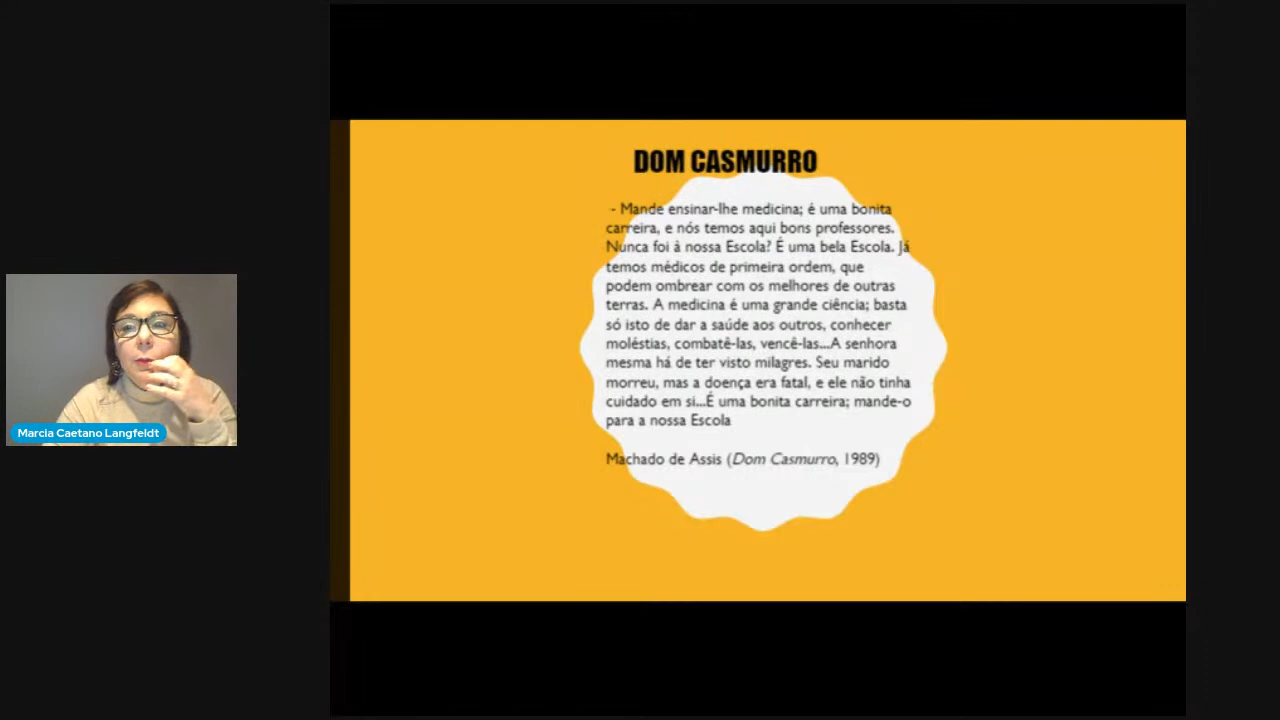 DOM CASMURRO
- Mande ensinar-lhe medicina; é uma bonita
carreira, e nós temos aqui bons professores.
Nunca foi à nossa Escola? É uma bela Escola. Já
temos médicos de primeira ordem, que
podem ombrear com os melhores de outras
terras. A medicina é uma grande ciência; basta
só isto de dar a saúde aos outros, conhecer
moléstias, combatê-las, vencê-las...A senhora
mesma há de ter visto milagres. Seu marido
morreu, mas a doença era fatal, e ele não tinha
cuidado em si...É uma bonita carreira; mande-o
para a nossa Escola
Machado de Assis (Dom Casmurro, 1989)
Marcia Caetano Langfeldt